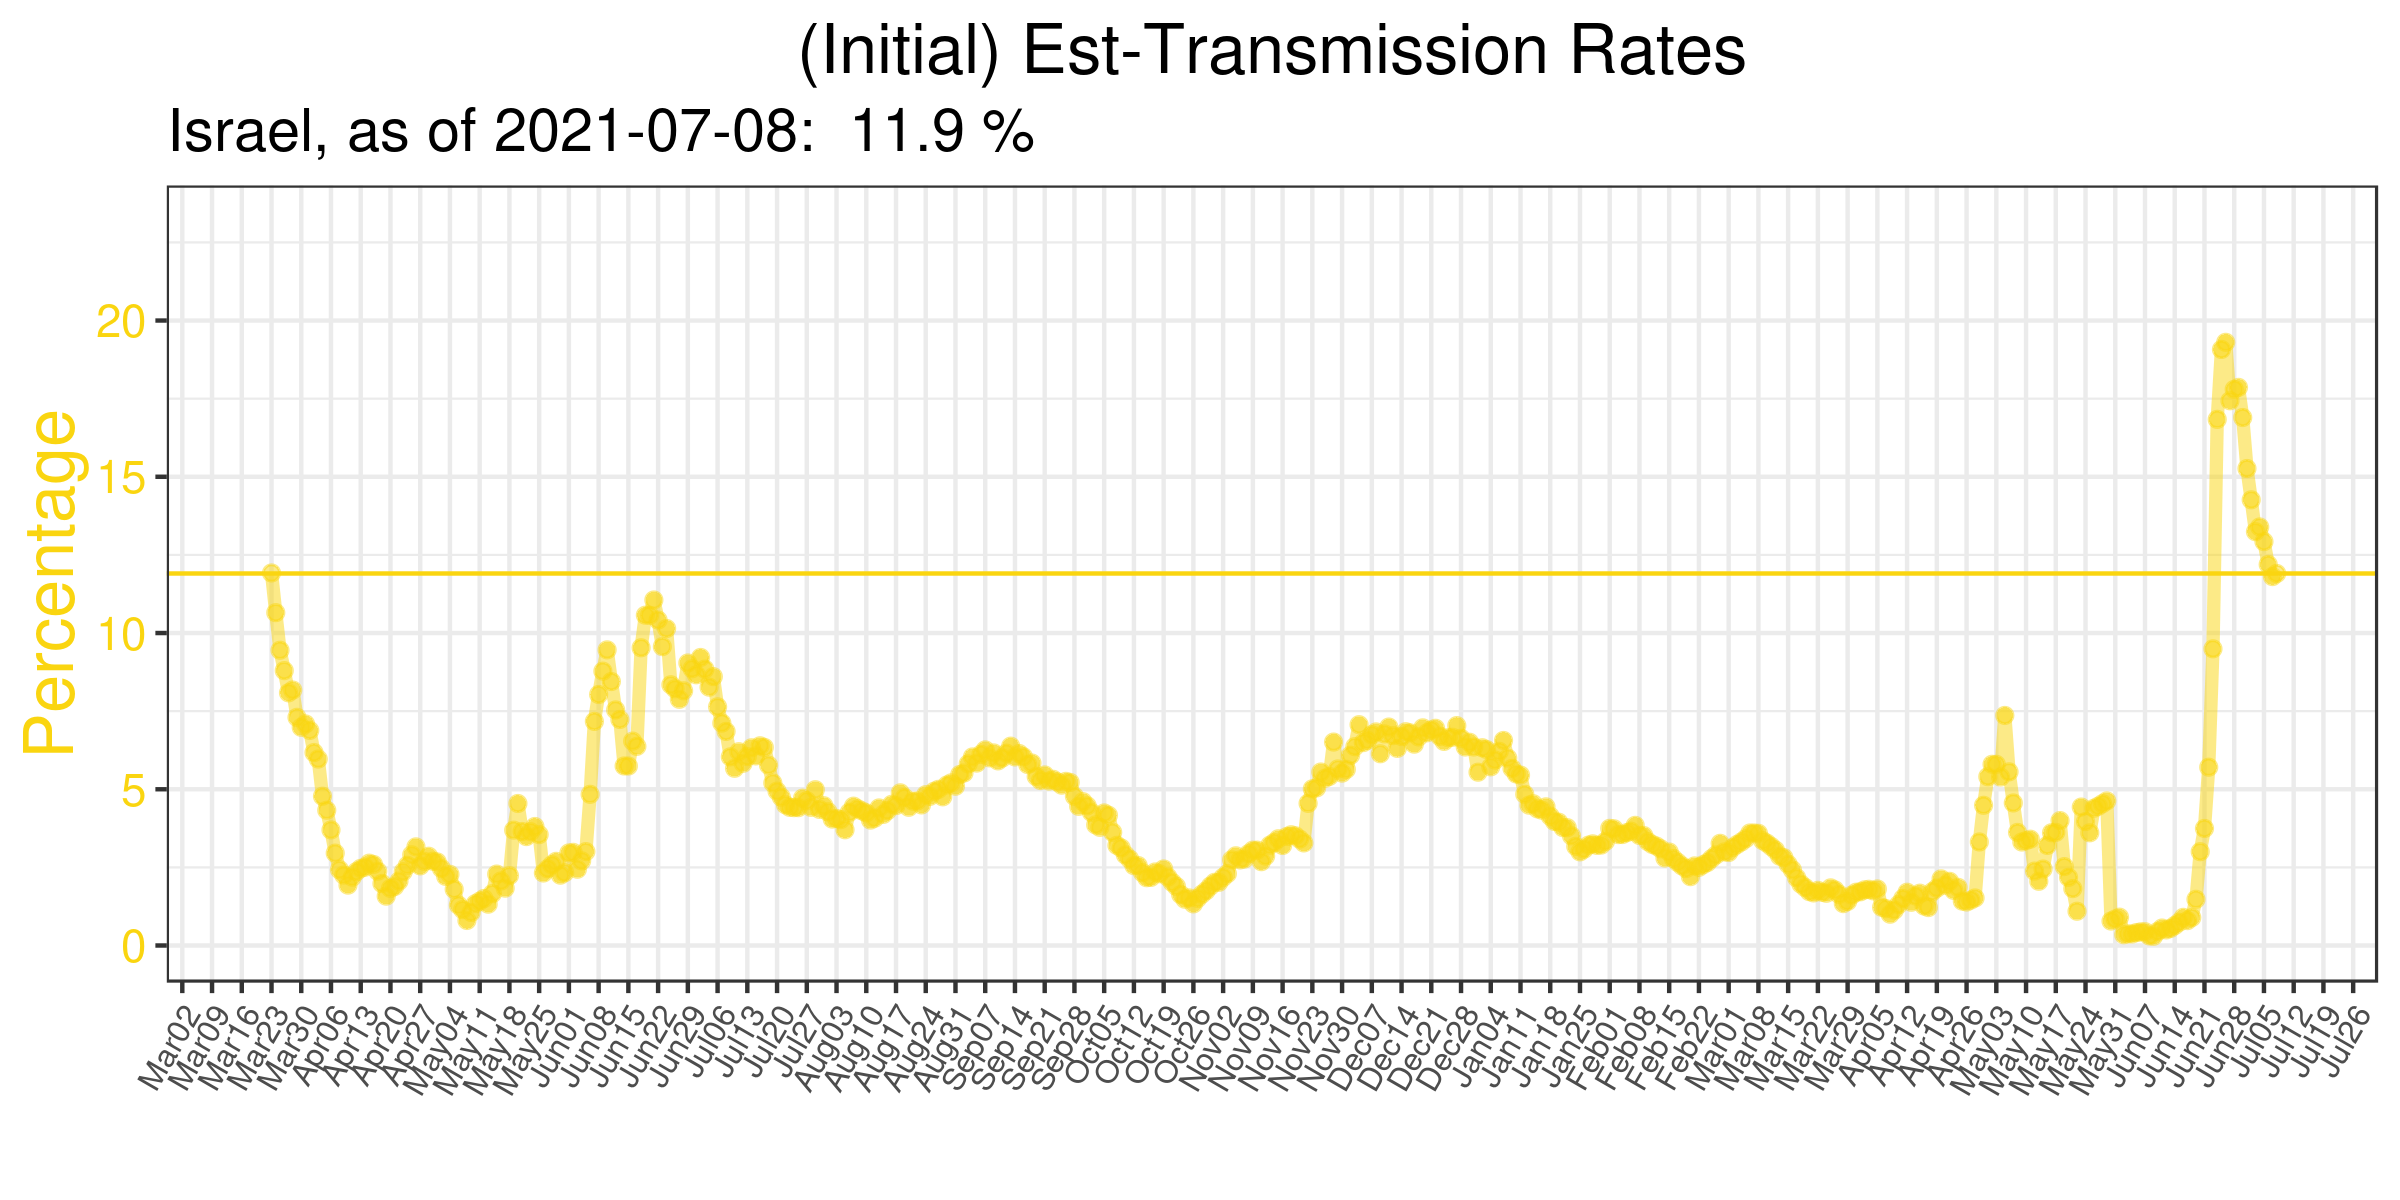 (Initial) Est-Transmission Rates
Israel, as of 2021-07-08:  11.9 %
Percentage
20
15
10
5
0
Mar02
Mar09
Mar16
Mar23
Mar30
Apr06
Apr13
Apr20
Apr27
May04
May11
May18
May25
Jun01
Jun08
Jun15
Jun22
Jun29
Jul06
Jul13
Jul20
Jul27
Aug03
Aug10
Aug17
Aug24
Aug31
Sep07
Sep14
Sep21
Sep28
Oct05
Oct12
Oct19
Oct26
Nov02
Nov09
Nov16
Nov23
Nov30
Dec07
Dec14
Dec21
Dec28
Jan04
Jan11
Jan18
Jan25
Feb01
Feb08
Feb15
Feb22
Mar01
Mar08
Mar15
Mar22
Mar29
Apr05
Apr12
Apr19
Apr26
May03
May10
May17
May24
May31
Jun07
Jun14
Jun21
Jun28
Jul05
Jul12
Jul19
Jul26